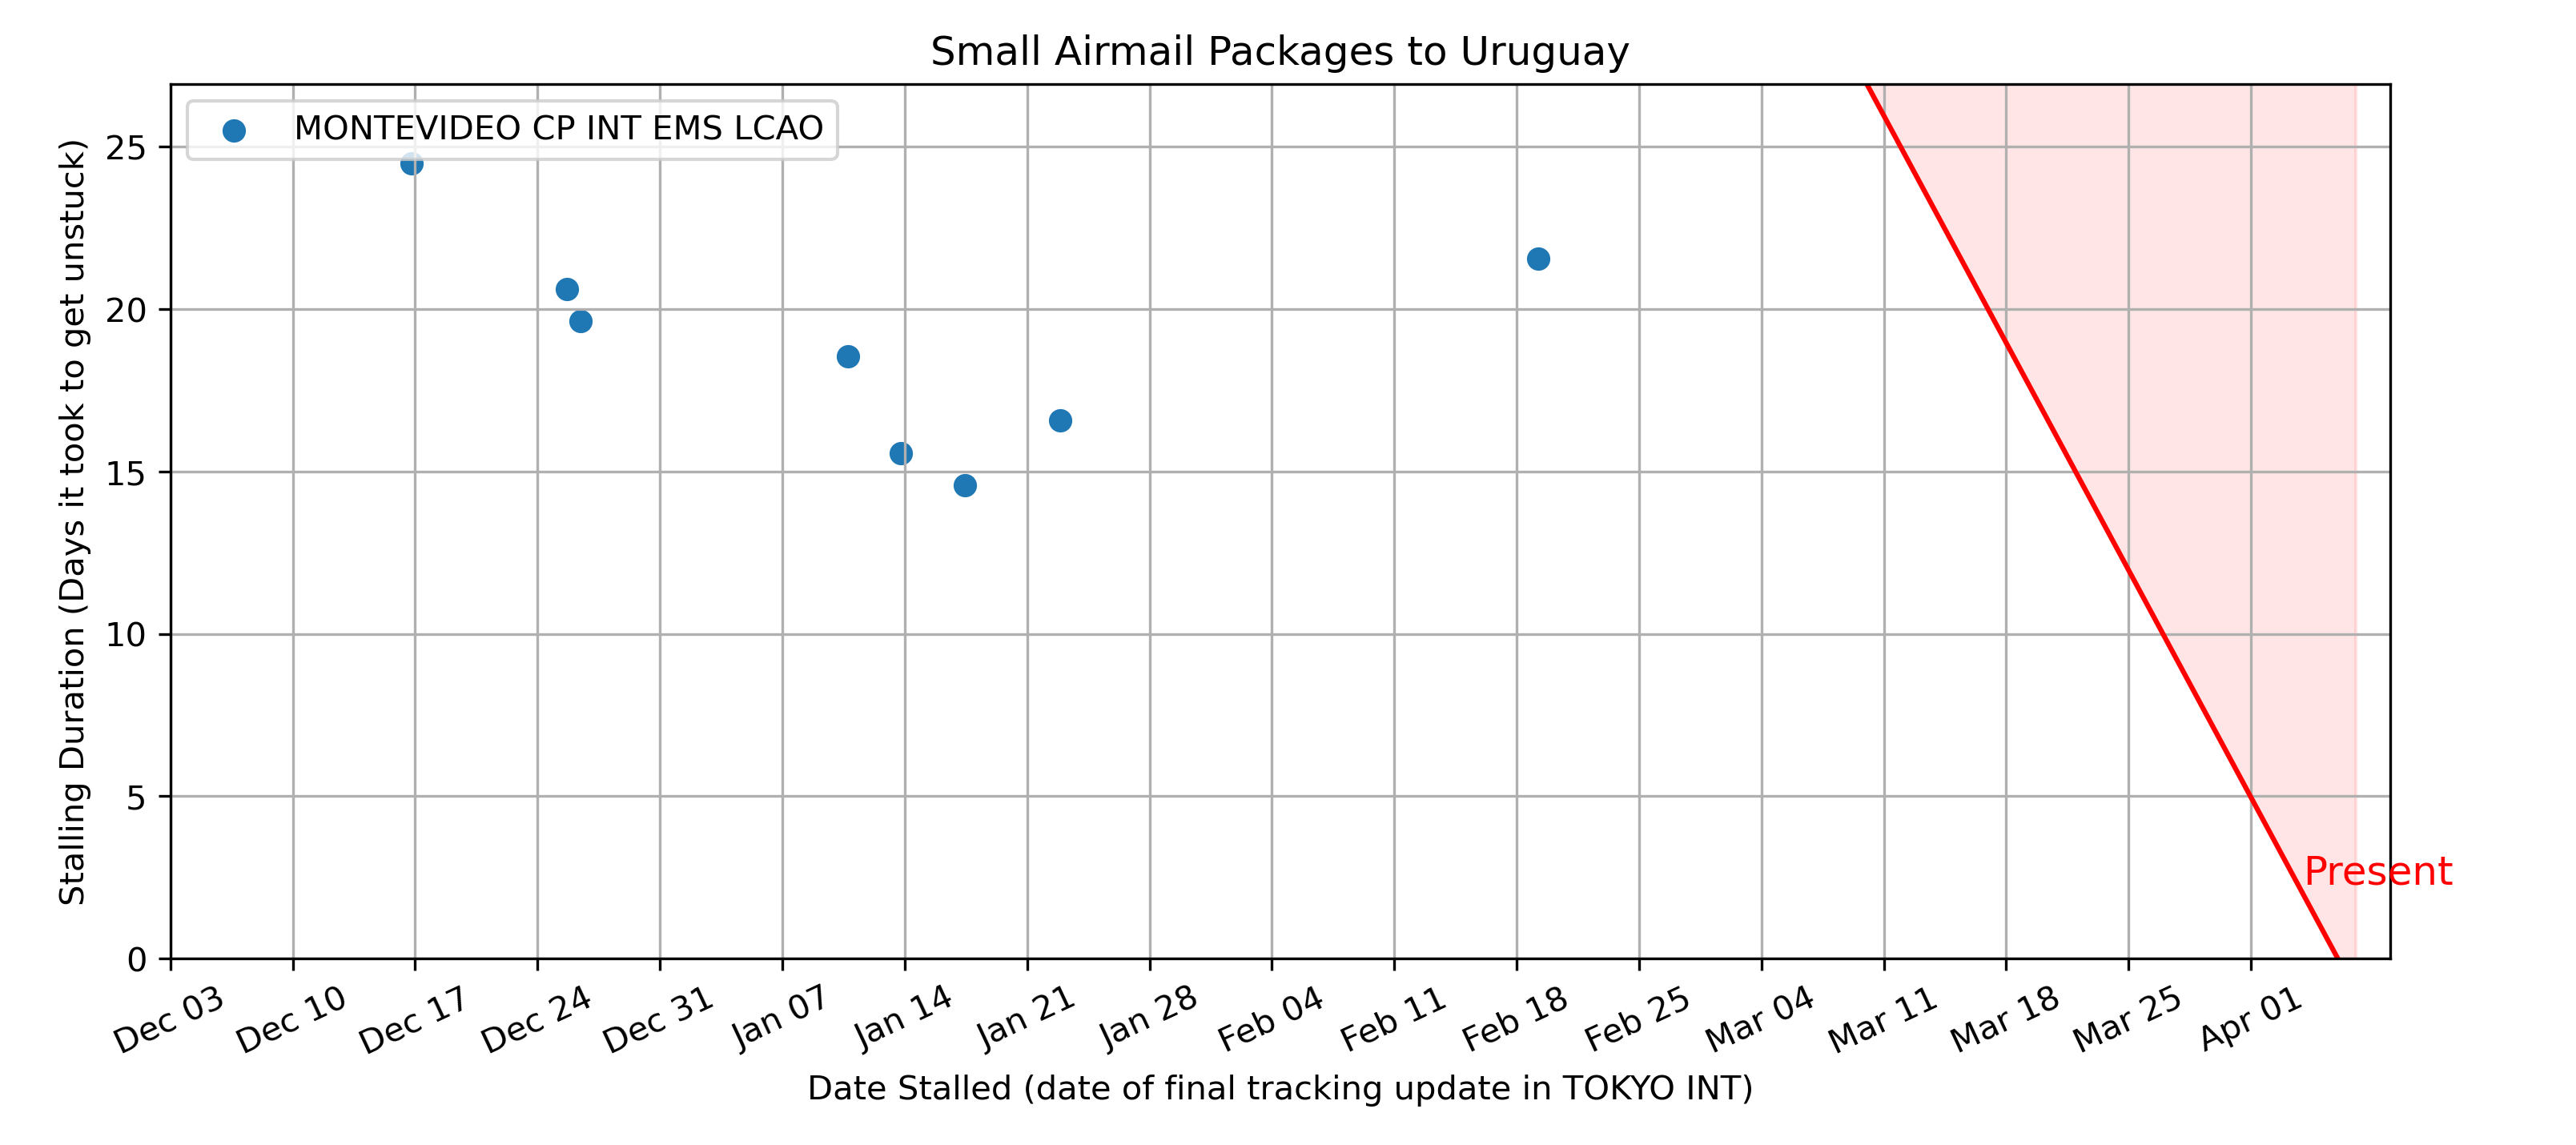 Small Airmail Packages to Uruguay
MONTEVIDEO CP INT EMS LCAO
Stalling Duration (Days it took to get unstuck)
25
20
15
10
5
0
Present
Dec 03
Dec 10
Dec 17
Dec 24
Dec 31
Jan 07
Jan 14
Jan 21
Jan 28
Feb 04
Feb 11
Feb 18
Feb 25
Mar 04
Mar 11
Mar 18
Mar 25
Apr 01
Date Stalled (date of final tracking update in TOKYO INT)